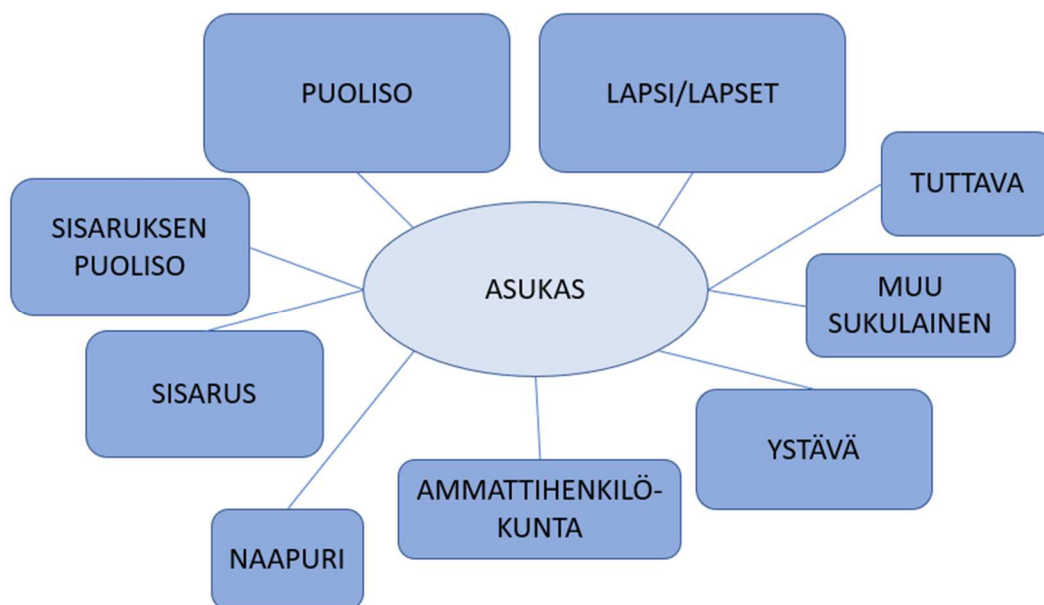 PUOLISO
LAPSI/LAPSET
TUTTAVA
SISARUKSEN
PUOLISO
ASUKAS
MUU
SUKULAINEN
SISARUS
YSTÄVÄ
AMMATTIHENKILÖ-
KUNTA
NAAPURI